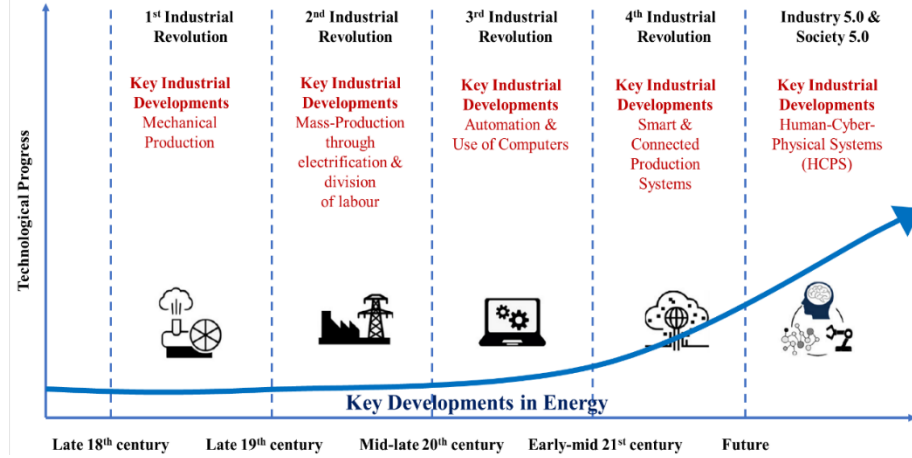 1st Industrial
Revolution
Key Industrial
Developments
Mechanical
Production
2nd Industrial
Revolution
Key Industrial
Developments
Mass-Production
through
electrification &
division
of labour
3rd Industrial
Revolution
Key Industrial
Developments
Automation &
Use of Computers
4th Industrial
Revolution
Key Industrial
Developments
Smart &
Connected
Production
Systems
Industry 5.0 &
Society 5.0
Key Industrial
Developments
Human-Cyber-
Physical Systems
(HCPS)
Technological Progress
Key Developments in Energy
Late 18th century
Late 19th century
Mid-late 20th century
Early-mid 21st century
Future